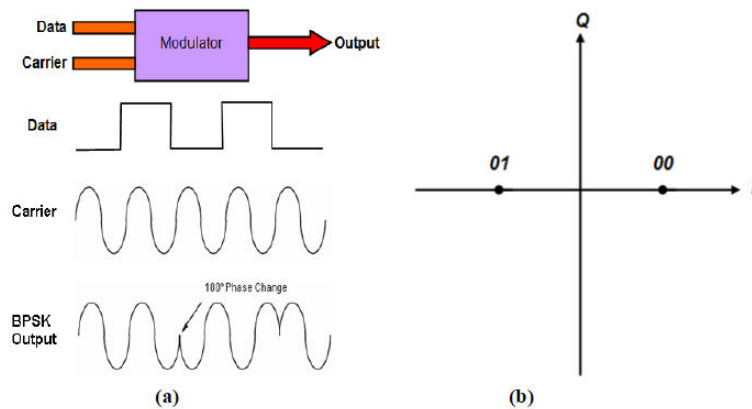 Data
Carrier
Modulator
Output
Data
Carrier
180° Phase Change
BPSK
Output
(a)
Q
01
00
(b)